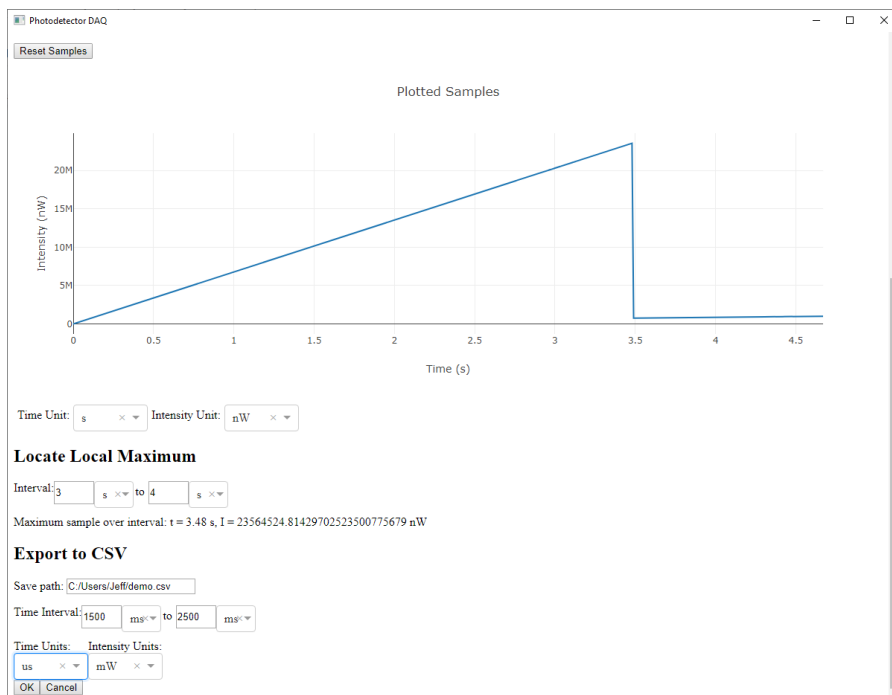 Photodetector DAQ
Reset Samples
Plotted Samples
20M
15M
10M
5M
0
Intensity (nW)
0 0.5 1 1.5 2 2.5 3 3.5 4 4.5
Time (s)
Time Unit: s Intensity Unit: nW
Locate Local Maximum
Interval: 3 s to 4 s
Maximum sample over interval: t = 3.48 s, I = 23564524.81429702523500775679 nW
Export to CSV
Save path: C:/Users/Jeff/demo.csv
Time Interval: 1500 ms to 2500 ms
Time Units: Intensity Units:
us mW
OK Cancel